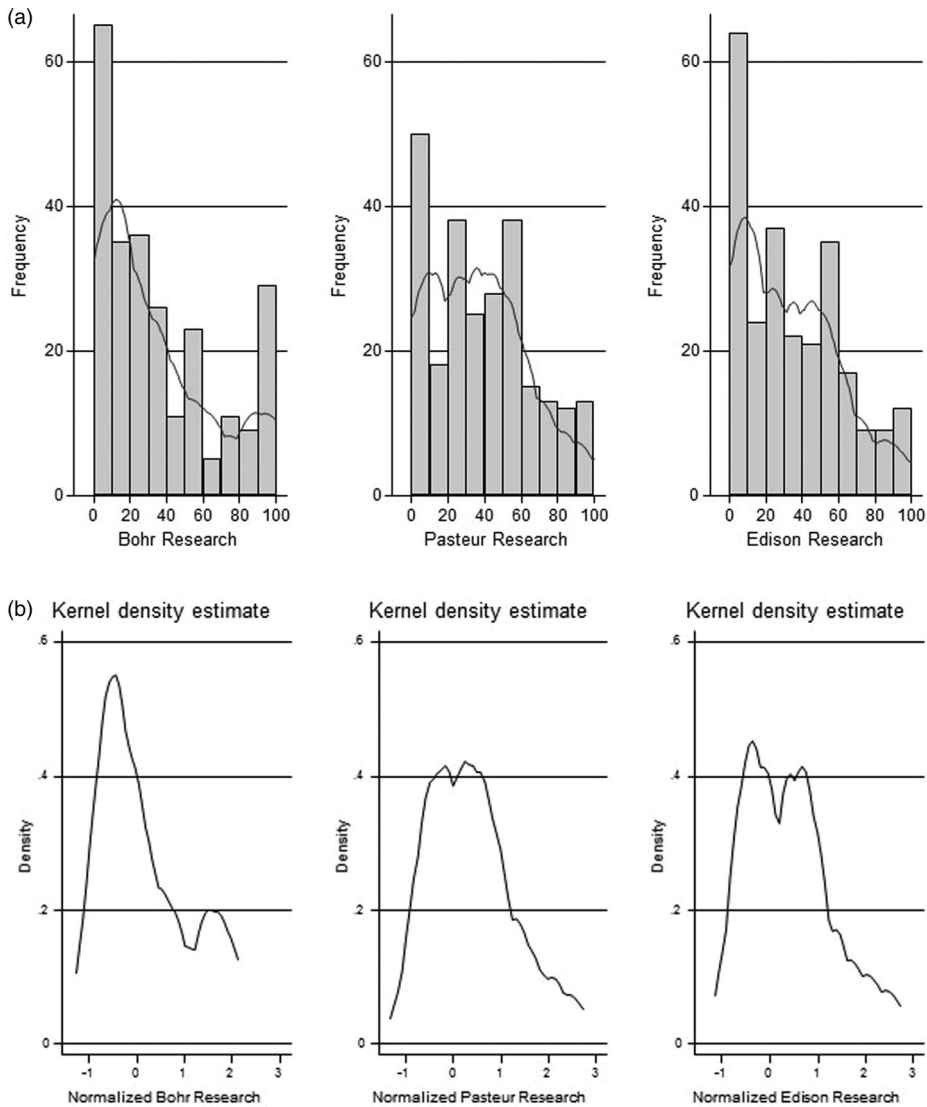 (a)
Frequency
60
40
20
0
0 20 40 60 80 100
Bohr Research
Frequency
60
40
20
0
0 20 40 60 80 100
Pasteur Research
Frequency
60
40
20
0
0 20 40 60 80 100
Edison Research
(b)
Kernel density estimate
Density
.6
.4
.2
0
-1 0 1 2 3
Normalized Bohr Research
Kernel density estimate
Density
.6
.4
.2
0
-1 0 1 2 3
Normalized Pasteur Research
Kernel density estimate
Density
.6
.4
.2
0
-1 0 1 2 3
Normalized Edison Research